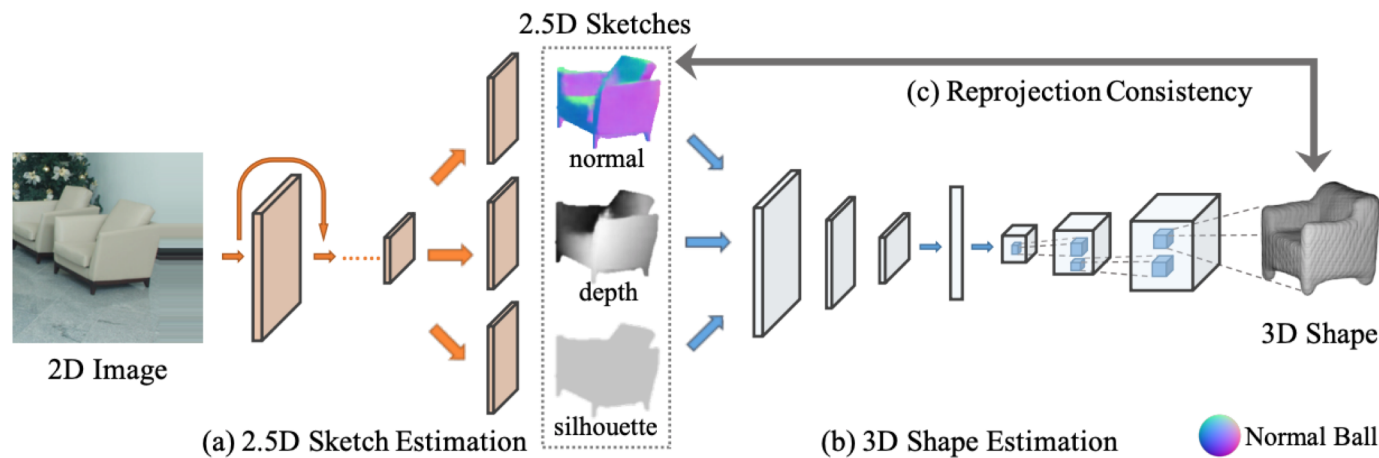 2.5D Sketches
(c) Reprojection Consistency
normal
depth
silhouette
2D Image
3D Shape
(a) 2.5D Sketch Estimation
(b) 3D Shape Estimation
Normal Ball